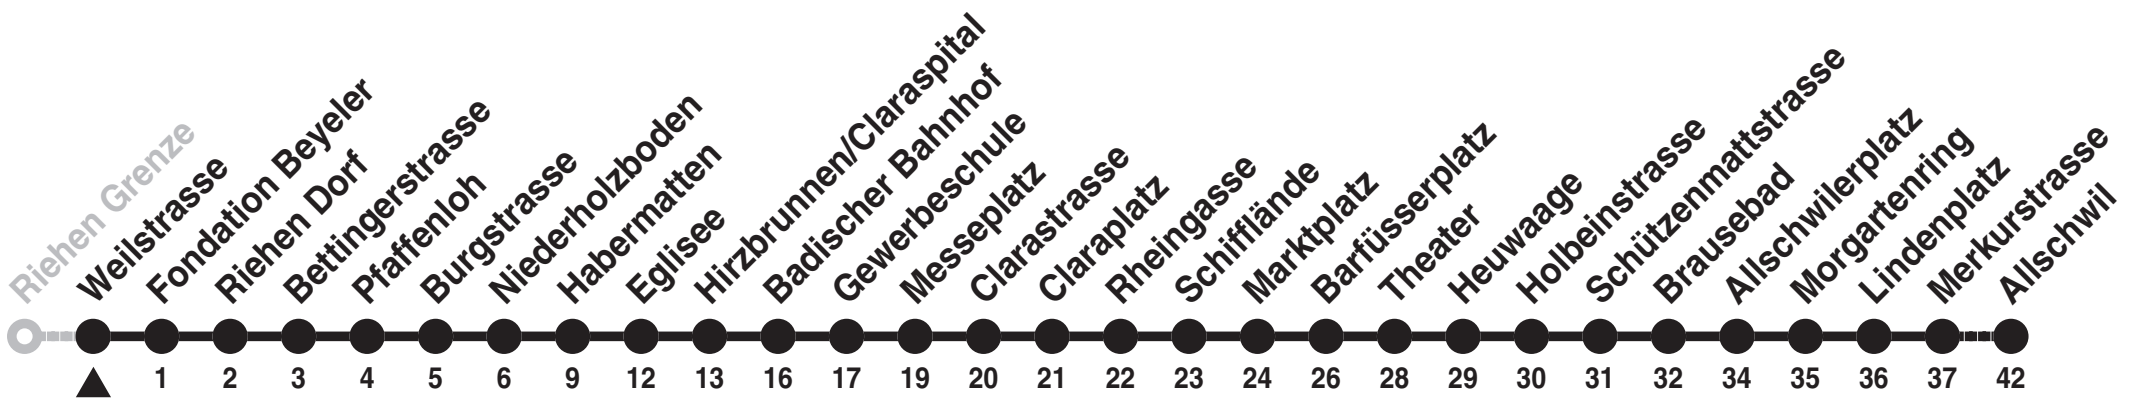 Riehen Grenze
Weilstrasse
Fondation Beyeler
Riehen Dorf
Bettingerstrasse
Pfaffenloh
Burgstrasse
Niederholzboden
Habermatten
Eglisee
Hirzbrunnen/Claraspital
Badischer Bahnhof
Gewerbeschule
Messeplatz
Clarastrasse
Claraplatz
Rheingasse
Schifflände
Marktplatz
Barfüsserplatz
Theater
Heuwaage
Holbeinstrasse
Schützenmattstrasse
Brausebad
Allschwilerplatz
Morgartenring
Lindenplatz
Merkurstrasse
Allschwil
1 2 3 4 5 6 9 12 13 16 17 19 20 21 22 23 24 26 28 29 30 31 32 34 35 36 37 42